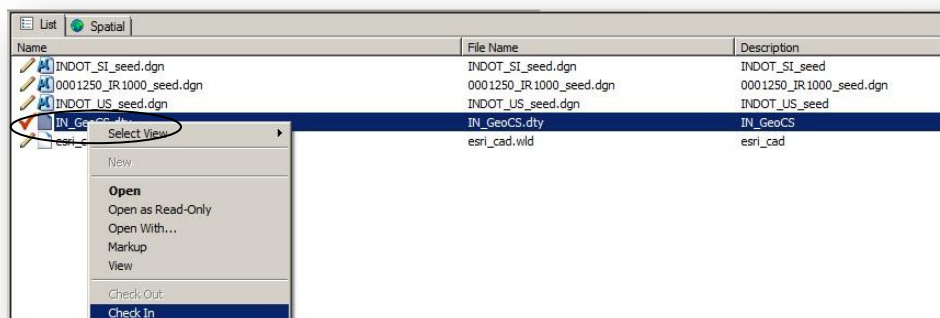 List Spatial
Name File Name Description
INDOT_SI_seed.dgn INDOT_SI_seed.dgn INDOT_SI_seed
0001250_IR1000_seed.dgn 0001250_IR1000_seed.dgn 0001250_IR1000_seed.dgn
INDOT_US_seed.dgn INDOT_US_seed.dgn INDOT_US_seed
IN_GeoCS.dty IN_GeoCS.dty IN_GeoCS
Select View
esri_c esri_cad.wld esri_cad
New
Open
Open as Read-Only
Open With...
Markup
View
Check Out
Check In